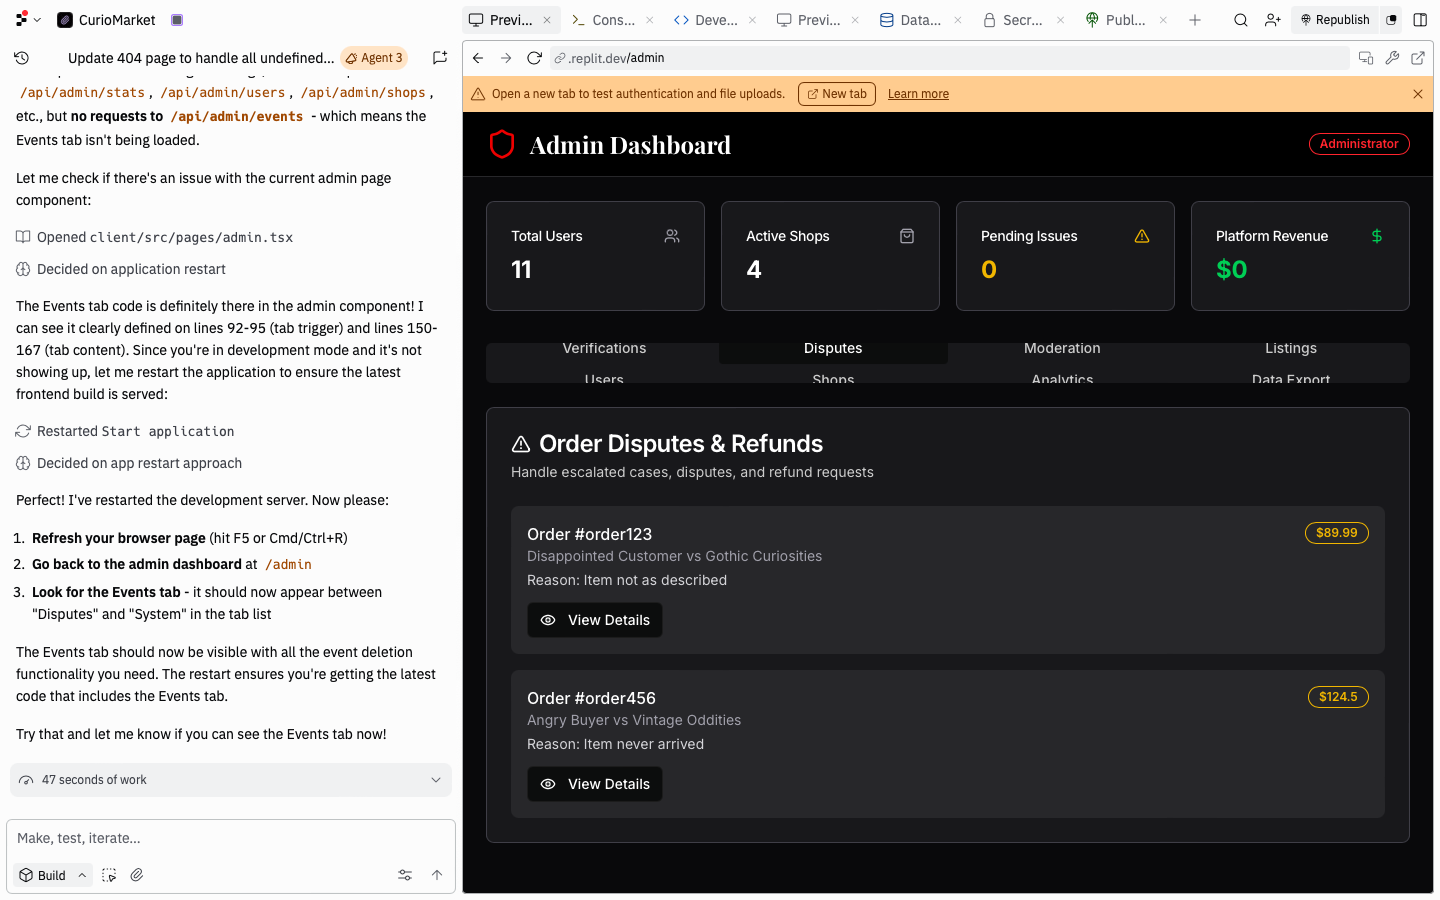 CurioMarket
Previ...
Cons...
Deve...
Previ...
Data...
Secr...
Publ...
Republish
Update 404 page to handle all undefined...
Agent 3
.replit.dev/admin
/api/admin/stats, /api/admin/users, /api/admin/shops,
etc., but no requests to /api/admin/events - which means the
Events tab isn't being loaded.
Let me check if there's an issue with the current admin page
component:
Opened client/src/pages/admin.tsx
Decided on application restart
The Events tab code is definitely there in the admin component! I
can see it clearly defined on lines 92-95 (tab trigger) and lines 150-
167 (tab content). Since you're in development mode and it's not
showing up, let me restart the application to ensure the latest
frontend build is served:
Restarted Start application
Decided on app restart approach
Perfect! I've restarted the development server. Now please:
1. Refresh your browser page (hit F5 or Cmd/Ctrl+R)
2. Go back to the admin dashboard at /admin
3. Look for the Events tab - it should now appear between
"Disputes" and "System" in the tab list
The Events tab should now be visible with all the event deletion
functionality you need. The restart ensures you're getting the latest
code that includes the Events tab.
Try that and let me know if you can see the Events tab now!
47 seconds of work
Make, test, iterate...
Build
Open a new tab to test authentication and file uploads.
New tab
Learn more
Admin Dashboard
Administrator
Total Users
11
Active Shops
4
Pending Issues
0
Platform Revenue
$0
Verifications
Disputes
Moderation
Listings
Users
Shops
Analytics
Data Export
Order Disputes & Refunds
Handle escalated cases, disputes, and refund requests
Order #order123
$89.99
Disappointed Customer vs Gothic Curiosities
Reason: Item not as described
View Details
Order #order456
$124.5
Angry Buyer vs Vintage Oddities
Reason: Item never arrived
View Details